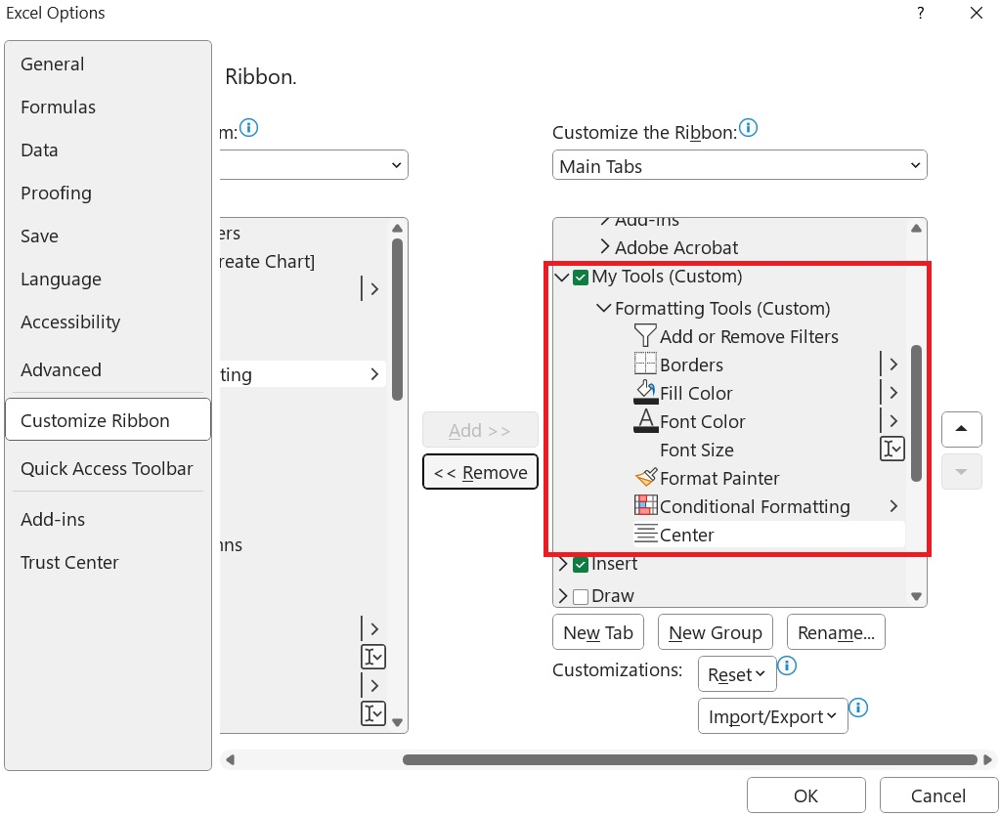 Excel Options
?
General
Formulas
Data
Proofing
Save
Language
Accessibility
Advanced
Customize Ribbon
Quick Access Toolbar
Add-ins
Trust Center
Ribbon.
m:
ers
reate Chart]
ting
ns
Add >>
<< Remove
Customize the Ribbon:
Main Tabs
Add-ins
Adobe Acrobat
My Tools (Custom)
Formatting Tools (Custom)
Add or Remove Filters
Borders
Fill Color
Font Color
Font Size
Format Painter
Conditional Formatting
Center
Insert
Draw
New Tab
New Group
Rename...
Customizations:
Reset
Import/Export
OK
Cancel